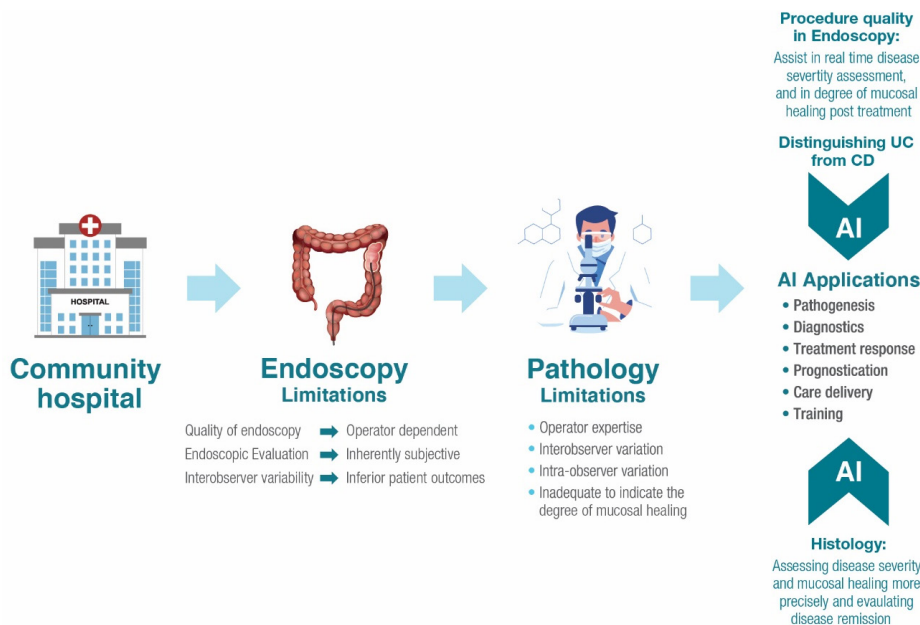 HOSPITAL
Community
hospital
Endoscopy
Limitations
Quality of endoscopy Operator dependent
Endoscopic Evaluation Inherently subjective
Interobserver variability Inferior patient outcomes
Pathology
Limitations
• Operator expertise
• Interobserver variation
• Intra-observer variation
• Inadequate to indicate the
degree of mucosal healing
Procedure quality
in Endoscopy:
Assist in real time disease
severtity assessment,
and in degree of mucosal
healing post treatment
Distinguishing UC
from CD
AI
AI Applications
• Pathogenesis
• Diagnostics
• Treatment response
• Prognostication
• Care delivery
• Training
AI
Histology:
Assessing disease severity
and mucosal healing more
precisely and evaulating
disease remission